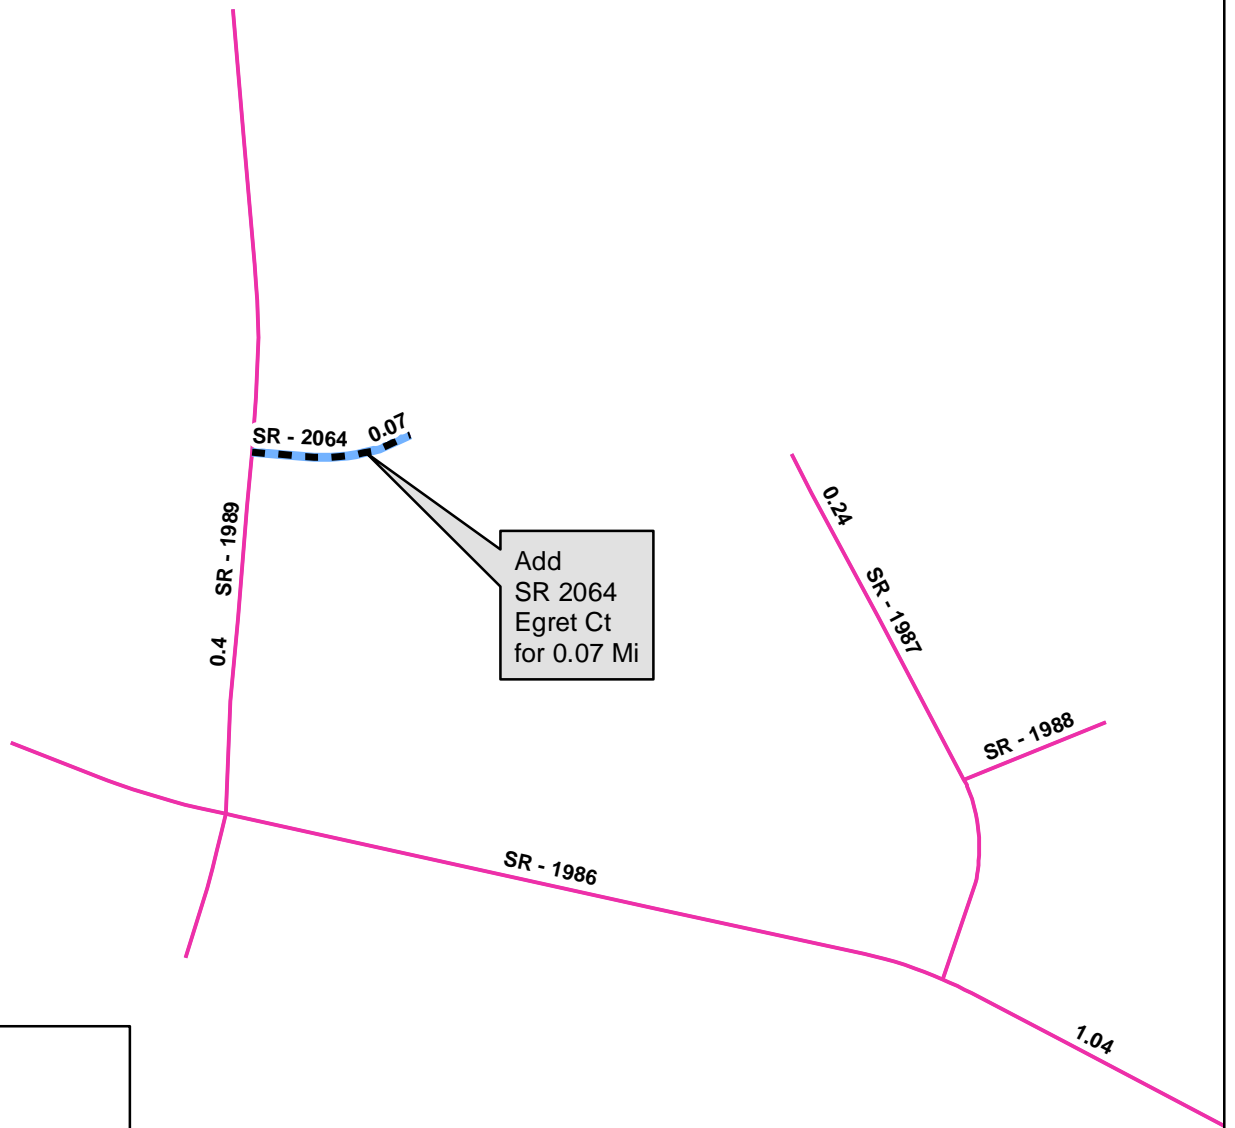 SR - 2064
0.07
SR - 1989
0.4
Add
SR 2064
Egret Ct
for 0.07 Mi
0.24
SR - 1987
SR - 1988
SR - 1986
1.04